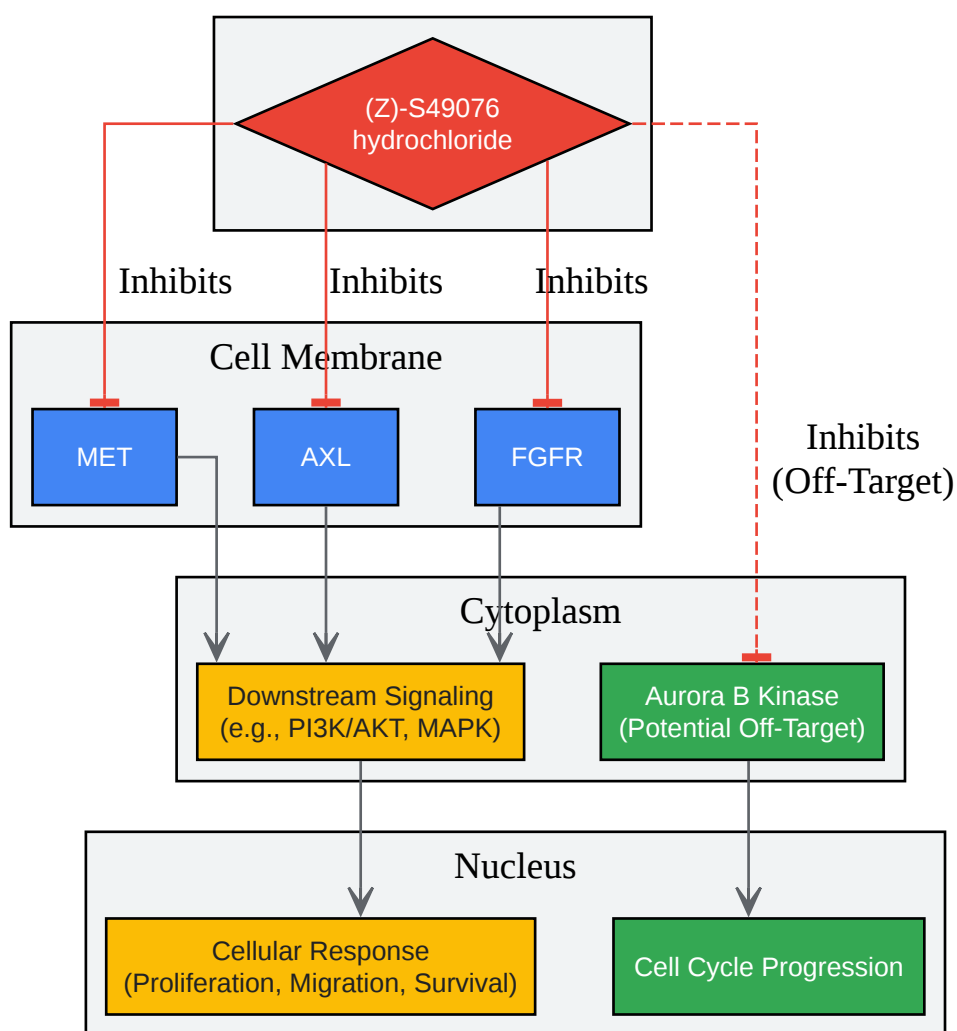 (Z)-S49076
hydrochloride
Inhibits
Inhibits
Inhibits
Cell Membrane
MET
AXL
FGFR
Inhibits
(Off-Target)
Cytoplasm
Downstream Signaling
(e.g., PI3K/AKT, MAPK)
Aurora B Kinase
(Potential Off-Target)
Nucleus
Cellular Response
(Proliferation, Migration, Survival)
Cell Cycle Progression